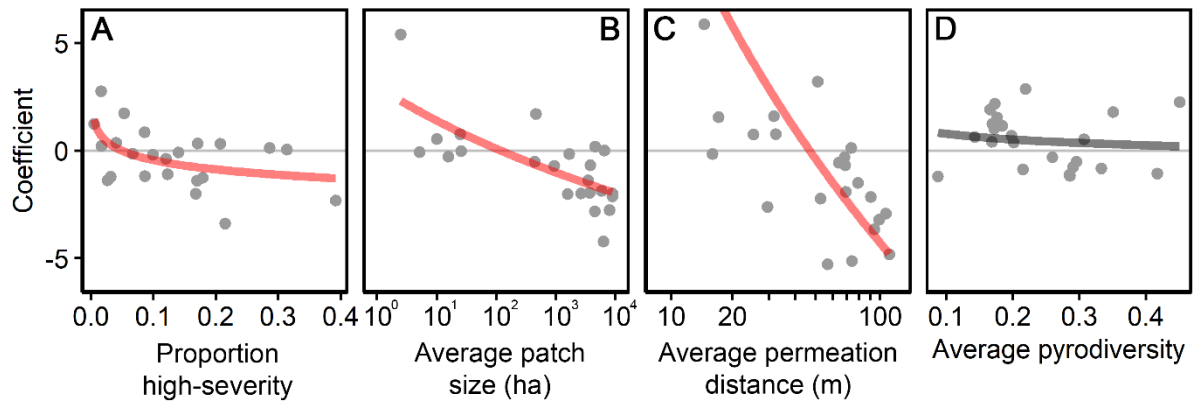 A
B
C
D
Coefficient
5
0
-5
0.0 0.1 0.2 0.3 0.4
10⁰ 10¹ 10² 10³ 10⁴
10 20 100
0.1 0.2 0.3 0.4
Proportion
high-severity
Average patch
size (ha)
Average permeation
distance (m)
Average pyrodiversity